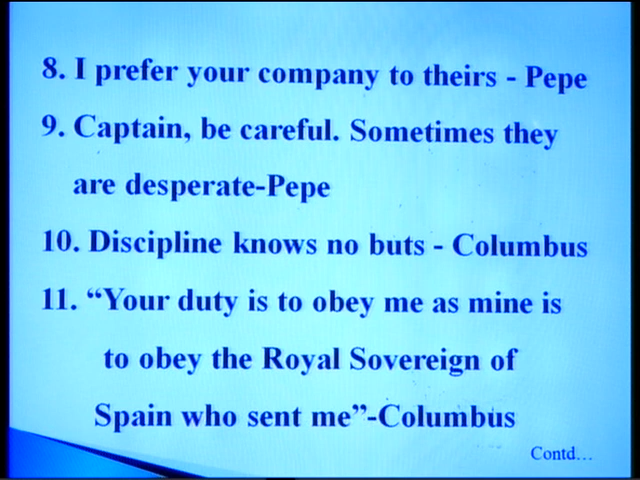 8. I prefer your company to theirs - Pepe
9. Captain, be careful. Sometimes they
are desperate-Pepe
10. Discipline knows no buts - Columbus
11. “Your duty is to obey me as mine is
to obey the Royal Sovereign of
Spain who sent me”-Columbus
Contd...